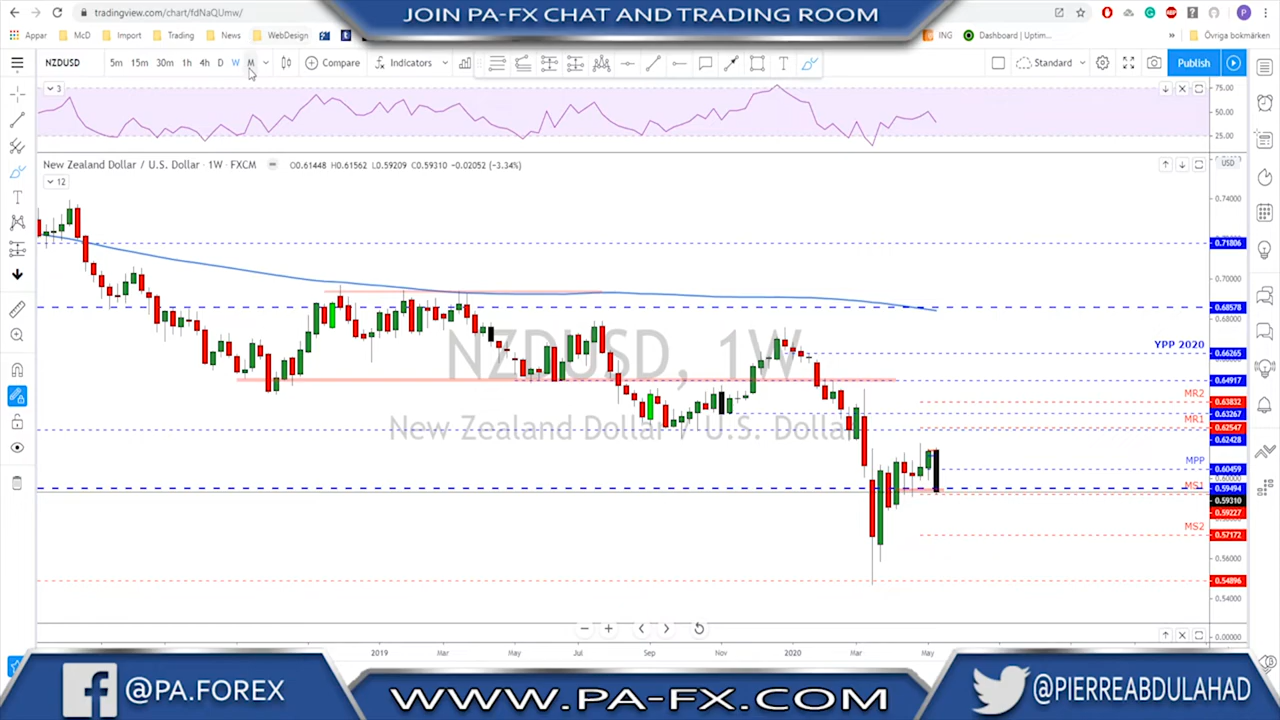 JOIN PA-FX CHAT AND TRADING ROOM
tradingview.com/chart/fdNaQUmw/
P
Appar McD Import Trading News WebDesign ING Dashboard | Uptim... » Övriga bokmärken
NZDUSD 5m 15m 30m 1h 4h D W M Compare Indicators Standard Publish
3
75.00
50.00
25.00
New Zealand Dollar / U.S. Dollar · 1W · FXCM O0.61448 H0.61562 L0.59209 C0.59310 -0.02052 (-3.34%)
USD
12
0.74000
0.71806
0.70000
0.68578
0.68000
YPP 2020
0.66265
NZDUSD, 1W
0.64917
MR2
0.63832
0.63267
MR1
0.62547
New Zealand Dollar / U.S. Dollar
0.62428
MPP
0.60459
0.60000
MS1
0.59494
0.59310
0.59227
MS2
0.57172
0.56000
0.54896
0.54000
0.00000
2019 Mar May Jul Sep Nov 2020 Mar May
@PA.FOREX
WWW.PA-FX.COM
@PIERREABDULAHAD